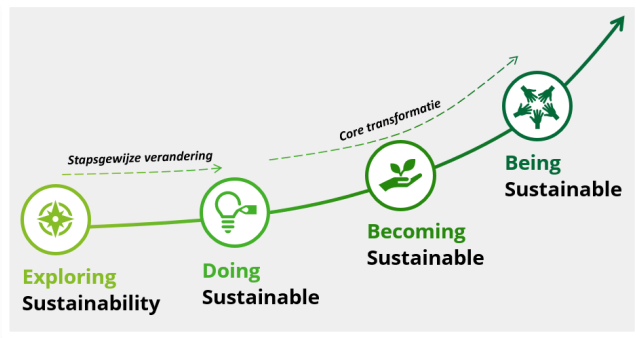 Stapsgewijze verandering
Core transformatie
Exploring
Sustainability
Doing
Sustainable
Becoming
Sustainable
Being
Sustainable